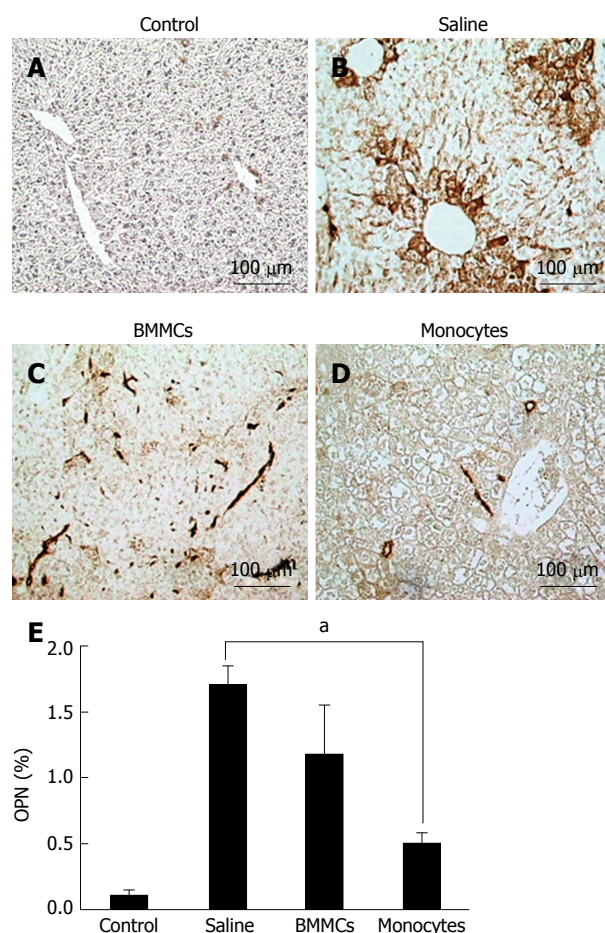 Control
Saline
A
B
100 μm
100 μm
BMMCs
Monocytes
C
D
100 μm
100 μm
E
a
2.0
1.5
1.0
0.5
0.0
OPN (%)
Control
Saline
BMMCs
Monocytes